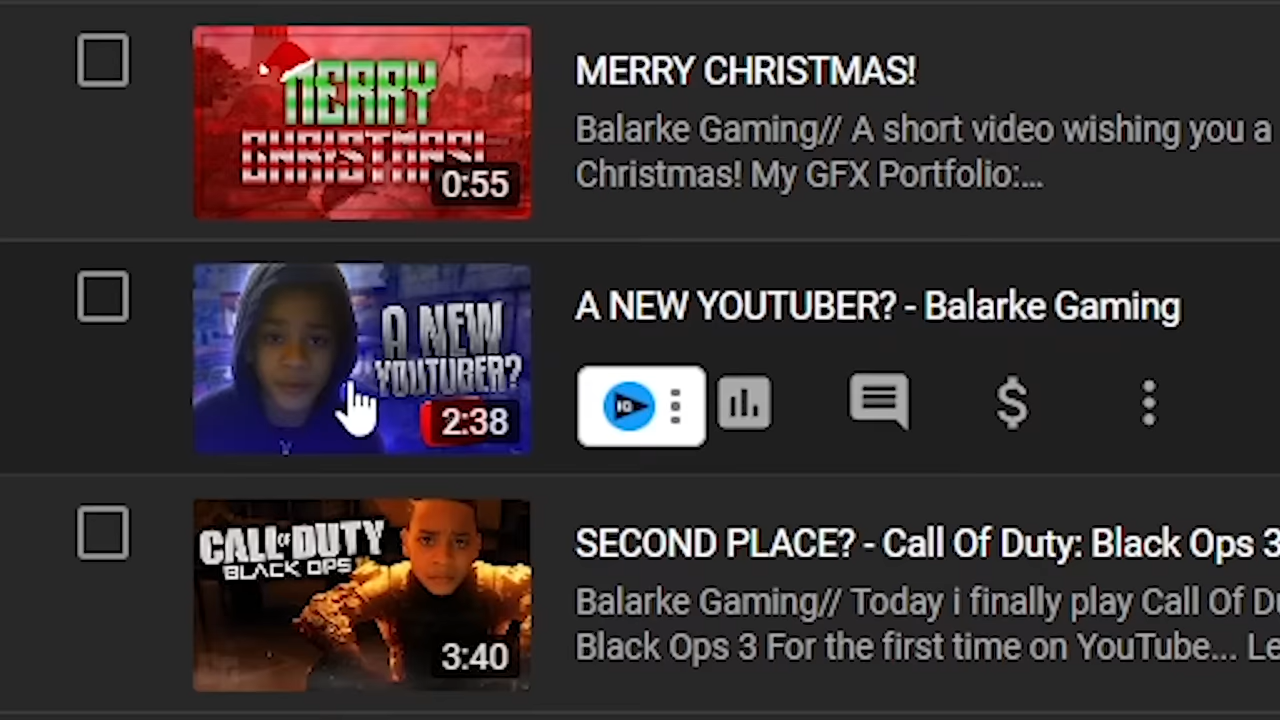 MERRY
CHRISTMAS!
0:55
MERRY CHRISTMAS!
Balarke Gaming// A short video wishing you a
Christmas! My GFX Portfolio:...
A NEW
YOUTUBER?
2:38
A NEW YOUTUBER? - Balarke Gaming
IQ
CALL OF DUTY
BLACK OPS
3:40
SECOND PLACE? - Call Of Duty: Black Ops 3
Balarke Gaming// Today i finally play Call Of Du
Black Ops 3 For the first time on YouTube... Le